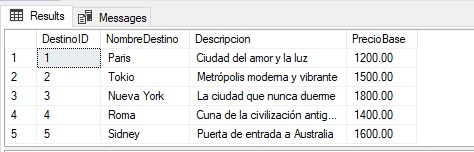 Results Messages
DestinoID NombreDestino Descripcion PrecioBase
1 1 Paris Ciudad del amor y la luz 1200.00
2 2 Tokio Metrópolis moderna y vibrante 1500.00
3 3 Nueva York La ciudad que nunca duerme 1800.00
4 4 Roma Cuna de la civilización antig... 1400.00
5 5 Sidney Puerta de entrada a Australia 1600.00